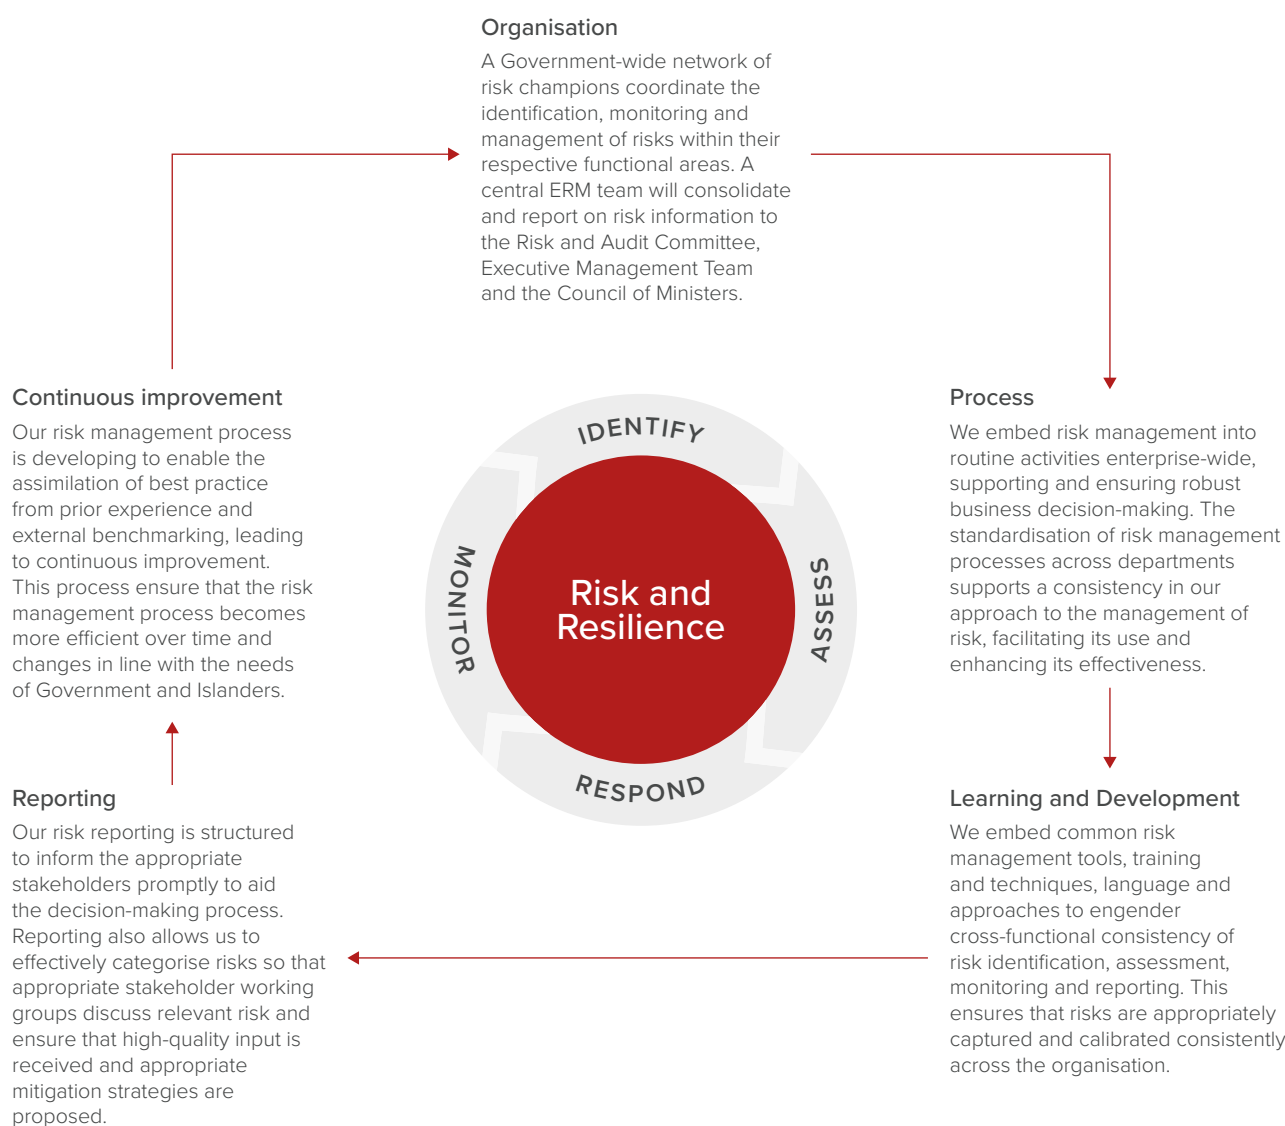 Organisation
A Government-wide network of
risk champions coordinate the
identification, monitoring and
management of risks within their
respective functional areas. A
central ERM team will consolidate
and report on risk information to
the Risk and Audit Committee,
Executive Management Team
and the Council of Ministers.
Process
We embed risk management into
routine activities enterprise-wide,
supporting and ensuring robust
business decision-making. The
standardisation of risk management
processes across departments
supports a consistency in our
approach to the management of
risk, facilitating its use and
enhancing its effectiveness.
Learning and Development
We embed common risk
management tools, training
and techniques, language and
approaches to engender
cross-functional consistency of
risk identification, assessment,
monitoring and reporting. This
ensures that risks are appropriately
captured and calibrated consistently
across the organisation.
Reporting
Our risk reporting is structured
to inform the appropriate
stakeholders promptly to aid
the decision-making process.
Reporting also allows us to
effectively categorise risks so that
appropriate stakeholder working
groups discuss relevant risk and
ensure that high-quality input is
received and appropriate
mitigation strategies are
proposed.
Continuous improvement
Our risk management process
is developing to enable the
assimilation of best practice
from prior experience and
external benchmarking, leading
to continuous improvement.
This process ensure that the risk
management process becomes
more efficient over time and
changes in line with the needs
of Government and Islanders.
IDENTIFY
ASSESS
RESPOND
MONITOR
Risk and
Resilience